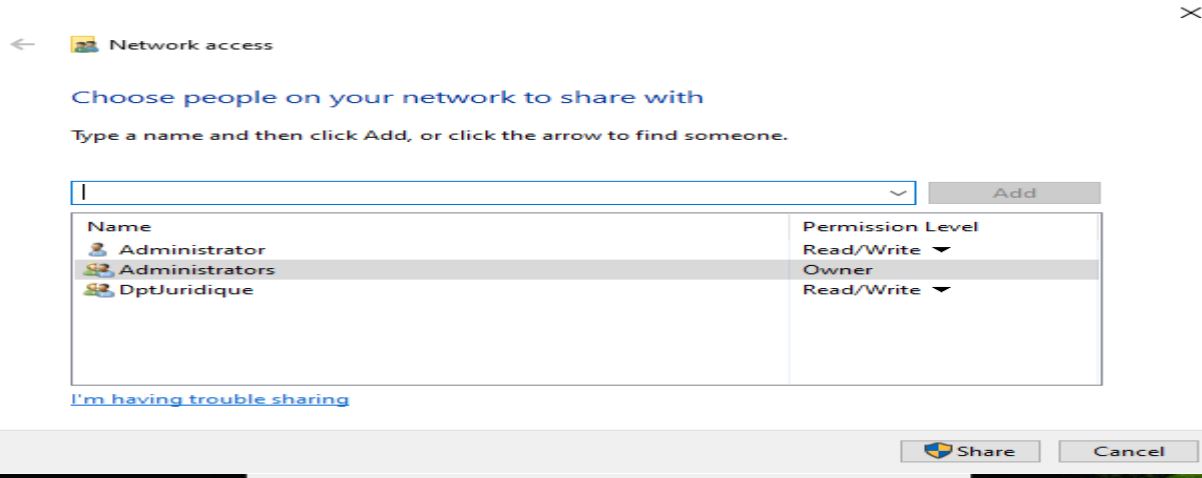 Network access
Choose people on your network to share with
Type a name and then click Add, or click the arrow to find someone.
Add
Name Permission Level
Administrator Read/Write
Administrators Owner
DptJuridique Read/Write
I'm having trouble sharing
Share Cancel